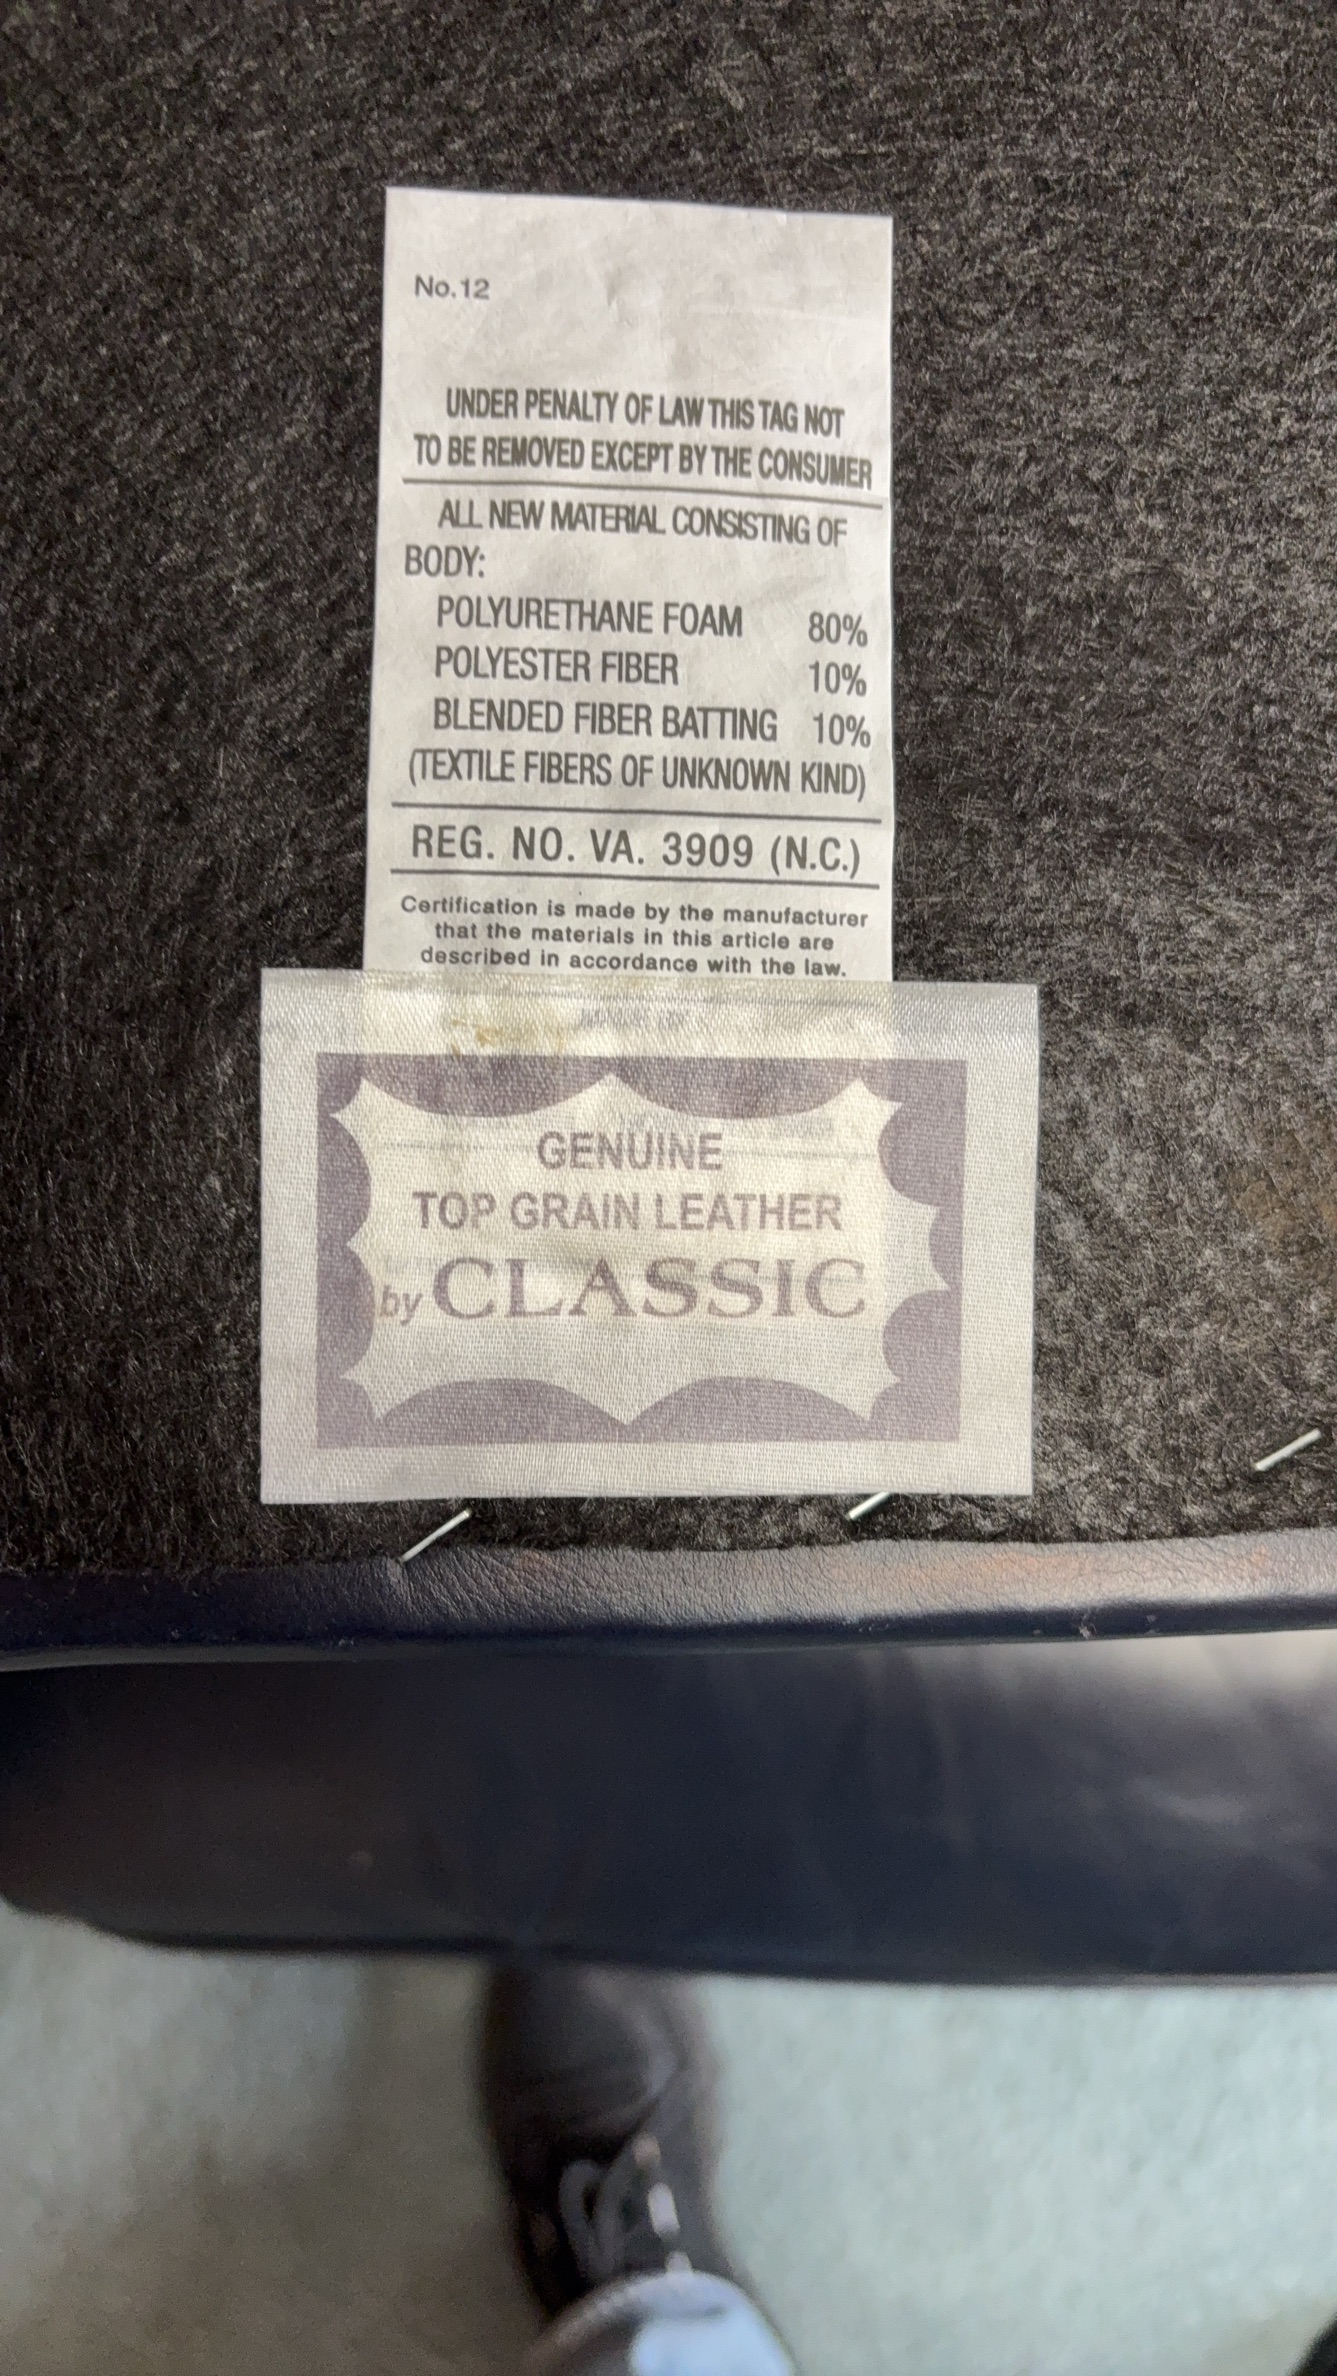 No.12
UNDER PENALTY OF LAW THIS TAG NOT
TO BE REMOVED EXCEPT BY THE CONSUMER
ALL NEW MATERIAL CONSISTING OF
BODY:
POLYURETHANE FOAM 80%
POLYESTER FIBER 10%
BLENDED FIBER BATTING 10%
(TEXTILE FIBERS OF UNKNOWN KIND)
REG. NO. VA. 3909 (N.C.)
Certification is made by the manufacturer
that the materials in this article are
described in accordance with the law.
GENUINE
TOP GRAIN LEATHER
by CLASSIC